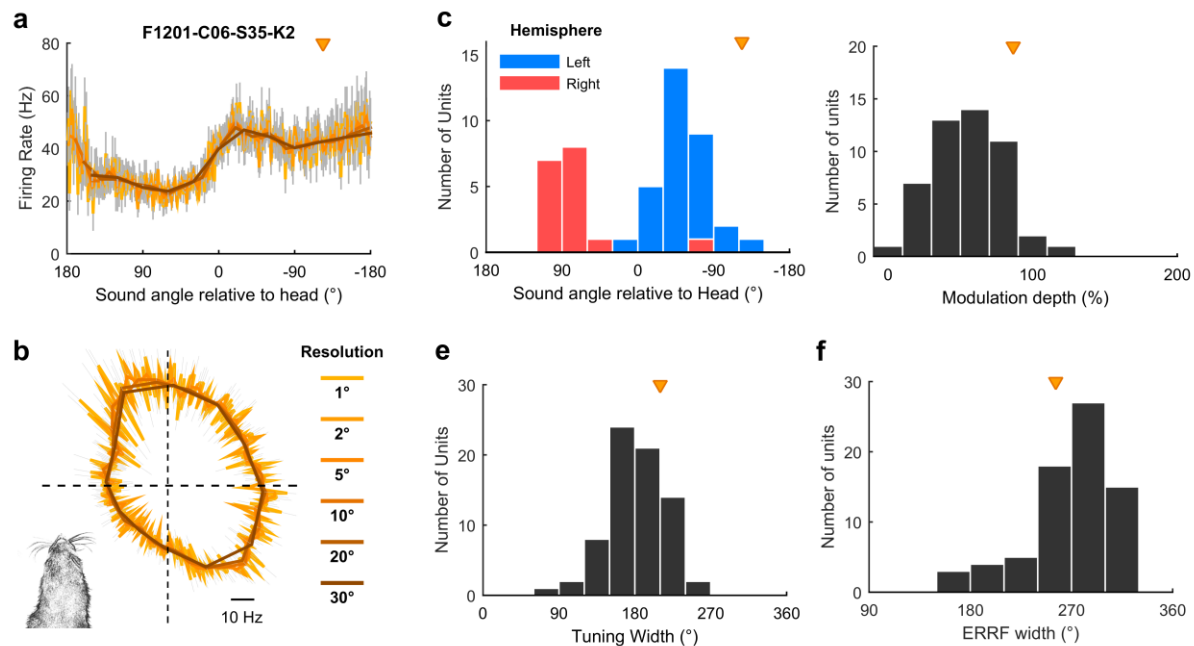 a
F1201-C06-S35-K2
80
60
40
20
0
Firing Rate (Hz)
180
90
0
-90
-180
Sound angle relative to head (°)
c
Hemisphere
Left
Right
15
10
5
0
Number of Units
180
90
0
-90
-180
Sound angle relative to Head (°)
20
15
10
5
0
Number of units
0
100
200
Modulation depth (%)
b
Resolution
1°
2°
5°
10°
20°
30°
10 Hz
e
30
20
10
0
Number of Units
0
90
180
270
360
Tuning Width (°)
f
30
20
10
0
Number of units
90
180
270
360
ERRF width (°)